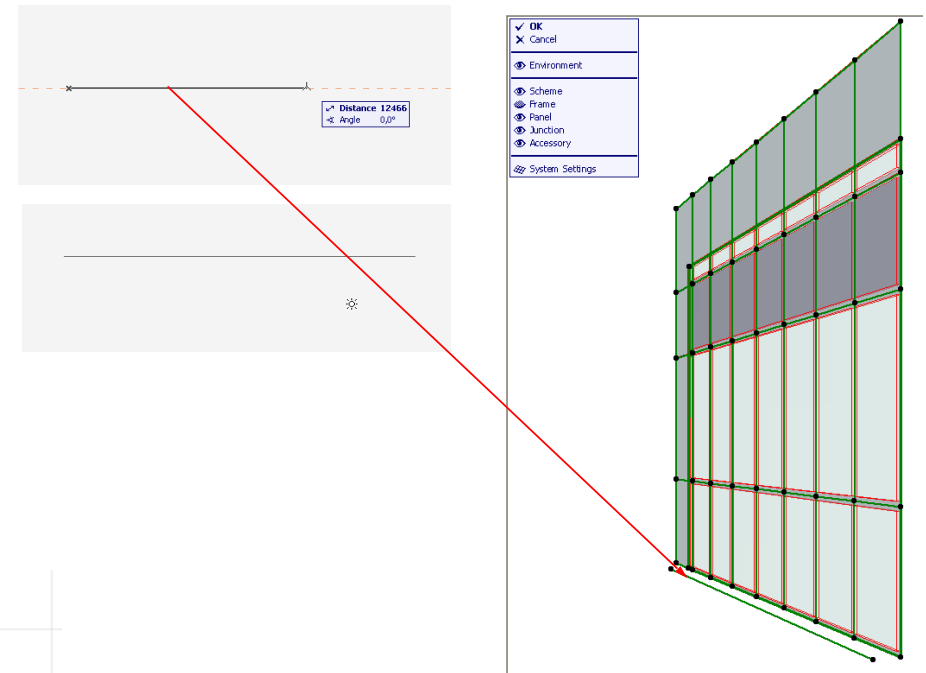 Distance 12466
Angle 0,0°
OK
Cancel
Environment
Scheme
Frame
Panel
Junction
Accessory
System Settings